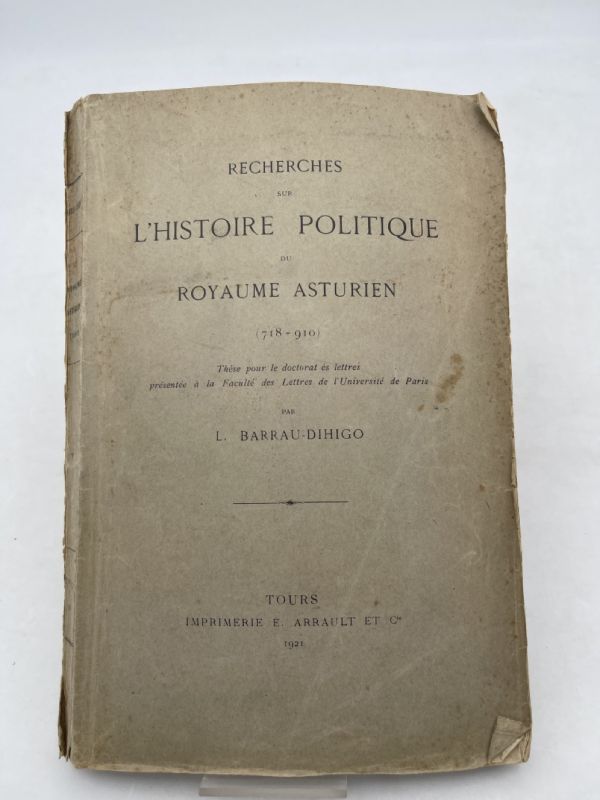 RECHERCHES
SUR
L'HISTOIRE POLITIQUE
DU
ROYAUME ASTURIEN
(718-910)
Thèse pour le doctorat ès lettres
présentée à la Faculté des Lettres de l'Université de Paris
PAR
L. BARRAU-DIHIGO
TOURS
IMPRIMERIE E. ARRAULT ET Cie
1921